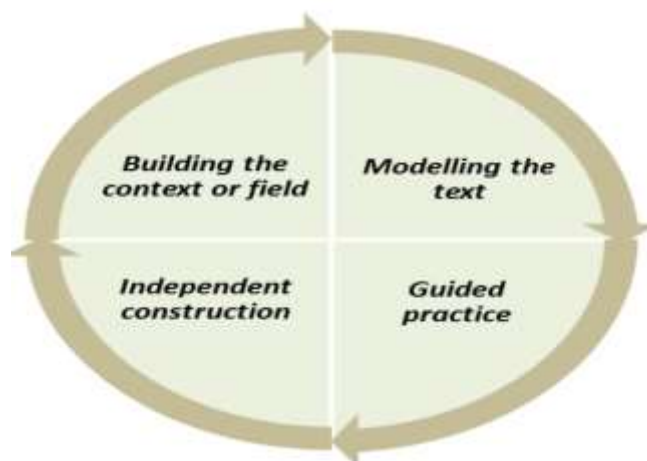 Building the
context or field
Modelling the
text
Independent
construction
Guided
practice